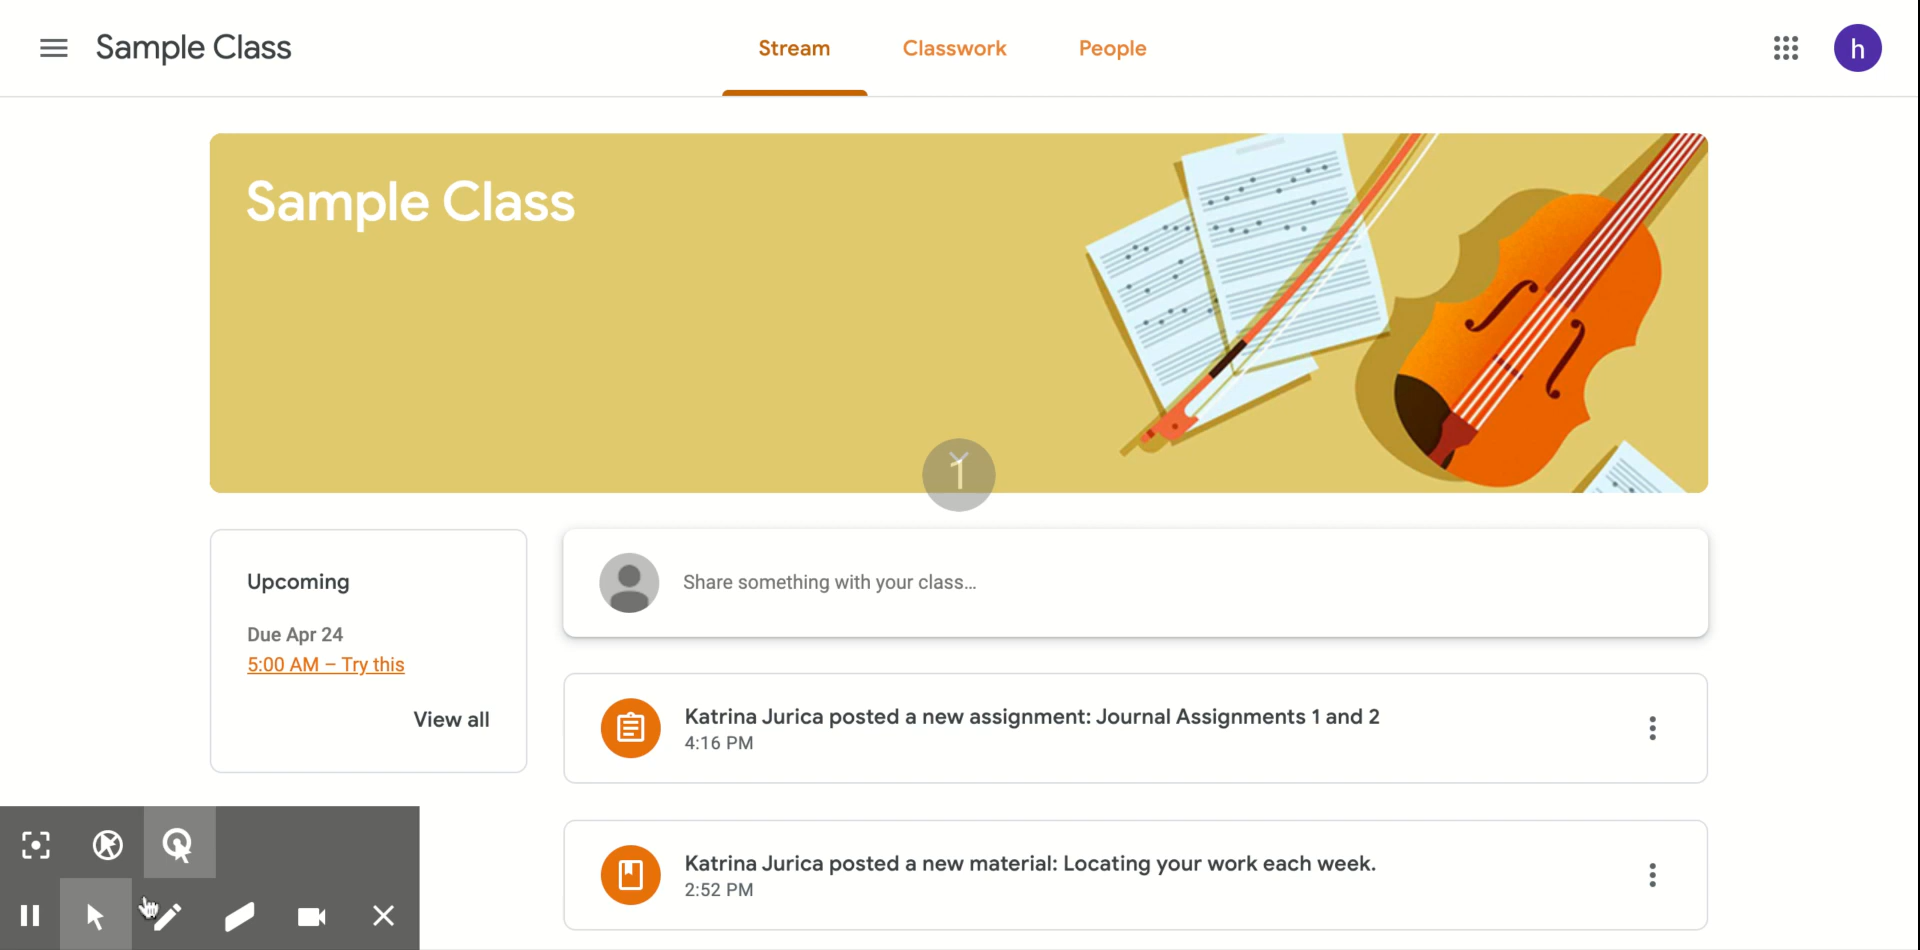 Sample Class
Stream
Classwork
People
h
Sample Class
1
Upcoming
Due Apr 24
5:00 AM – Try this
View all
Share something with your class...
Katrina Jurica posted a new assignment: Journal Assignments 1 and 2
4:16 PM
Katrina Jurica posted a new material: Locating your work each week.
2:52 PM